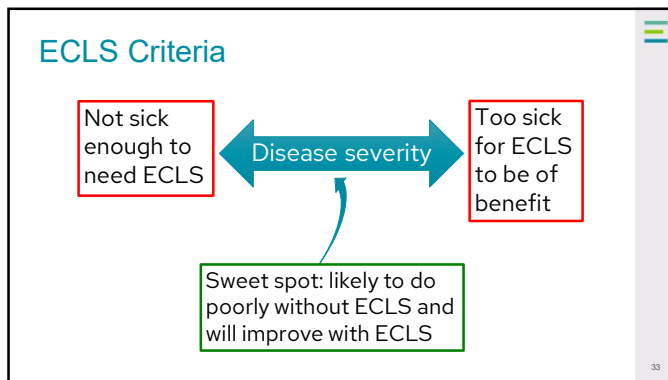 ECLS Criteria
Not sick
enough to
need ECLS
Disease severity
Too sick
for ECLS
to be of
benefit
Sweet spot: likely to do
poorly without ECLS and
will improve with ECLS
33